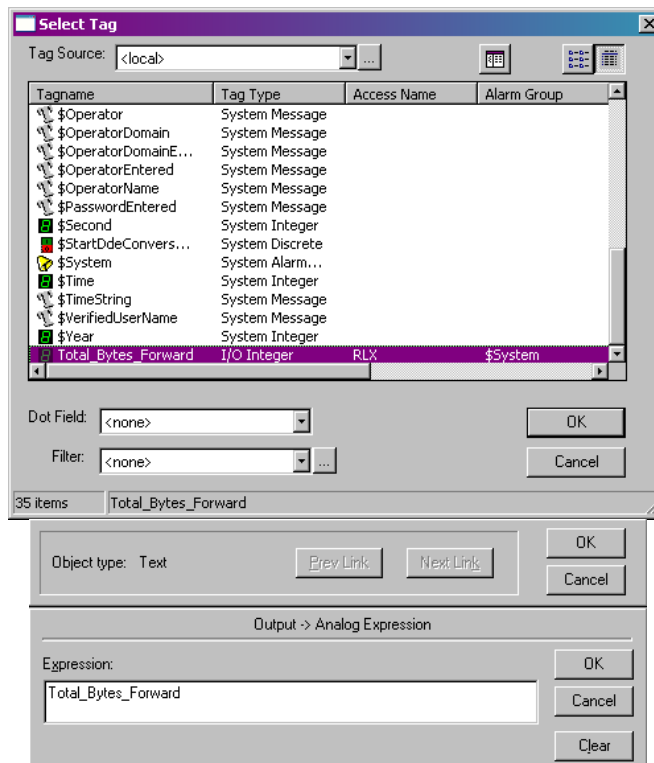 Select Tag
Tag Source: <local> ...
Tagname Tag Type Access Name Alarm Group
$Operator System Message
$OperatorDomain System Message
$OperatorDomainE... System Message
$OperatorEntered System Message
$OperatorName System Message
$PasswordEntered System Message
$Second System Integer
$StartDdeConvers... System Discrete
$System System Alarm...
$Time System Integer
$TimeString System Message
$VerifiedUserName System Message
$Year System Integer
Total_Bytes_Forward I/O Integer RLX $System
Dot Field: <none> OK
Filter: <none> ... Cancel
35 items Total_Bytes_Forward
Object type: Text Prev Link Next Link OK
Cancel
Output -> Analog Expression
Expression: OK
Total_Bytes_Forward
Cancel
Clear